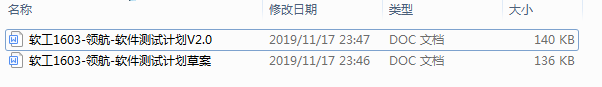 名称 修改日期 类型 大小
软工1603-领航-软件测试计划V2.0 2019/11/17 23:47 DOC 文档 140 KB
软工1603-领航-软件测试计划草案 2019/11/17 23:46 DOC 文档 136 KB